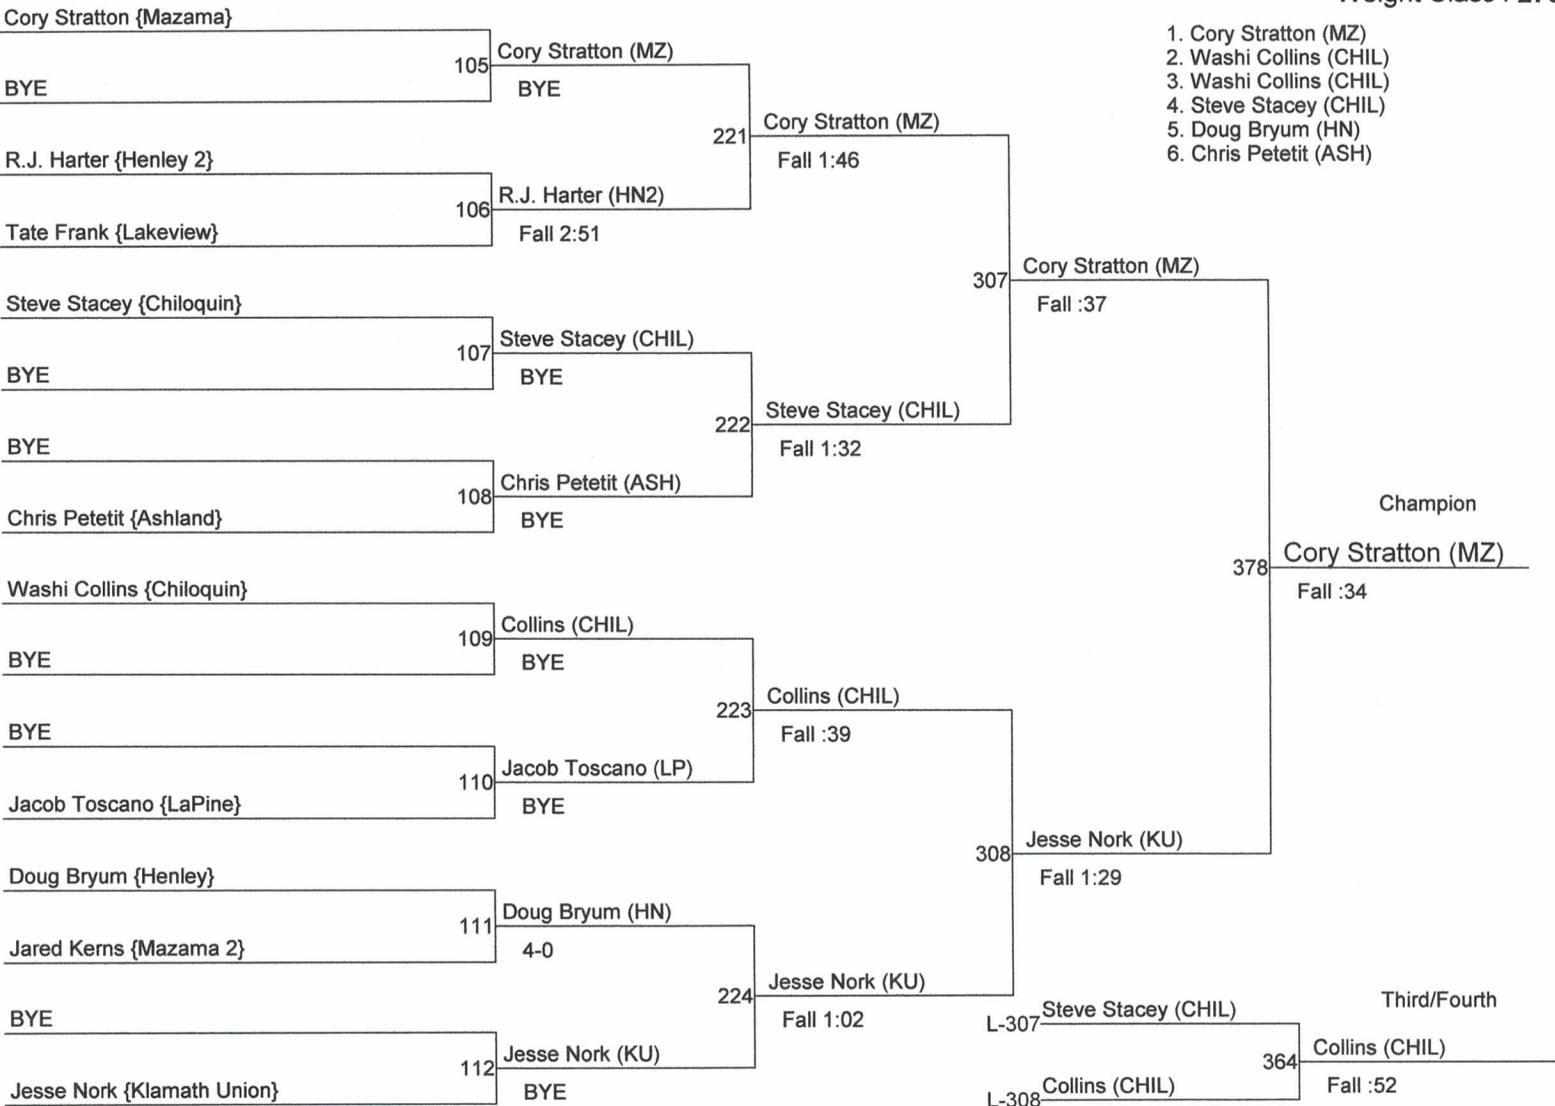 Cory Stratton {Mazama}
BYE
R.J. Harter {Henley 2}
Tate Frank {Lakeview}
Steve Stacey {Chiloquin}
BYE
BYE
Chris Petetit {Ashland}
Washi Collins {Chiloquin}
BYE
BYE
Jacob Toscano {LaPine}
Doug Bryum {Henley}
Jared Kerns {Mazama 2}
BYE
Jesse Nork {Klamath Union}
105 Cory Stratton (MZ)
BYE
106 R.J. Harter (HN2)
Fall 2:51
107 Steve Stacey (CHIL)
BYE
108 Chris Petetit (ASH)
BYE
109 Collins (CHIL)
BYE
110 Jacob Toscano (LP)
BYE
111 Doug Bryum (HN)
4-0
112 Jesse Nork (KU)
BYE
221 Cory Stratton (MZ)
Fall 1:46
222 Steve Stacey (CHIL)
Fall 1:32
223 Collins (CHIL)
Fall :39
224 Jesse Nork (KU)
Fall 1:02
307 Cory Stratton (MZ)
Fall :37
308 Jesse Nork (KU)
Fall 1:29
1. Cory Stratton (MZ)
2. Washi Collins (CHIL)
3. Washi Collins (CHIL)
4. Steve Stacey (CHIL)
5. Doug Bryum (HN)
6. Chris Petetit (ASH)
Champion
378 Cory Stratton (MZ)
Fall :34
Third/Fourth
L-307 Steve Stacey (CHIL)
L-308 Collins (CHIL)
364 Collins (CHIL)
Fall :52